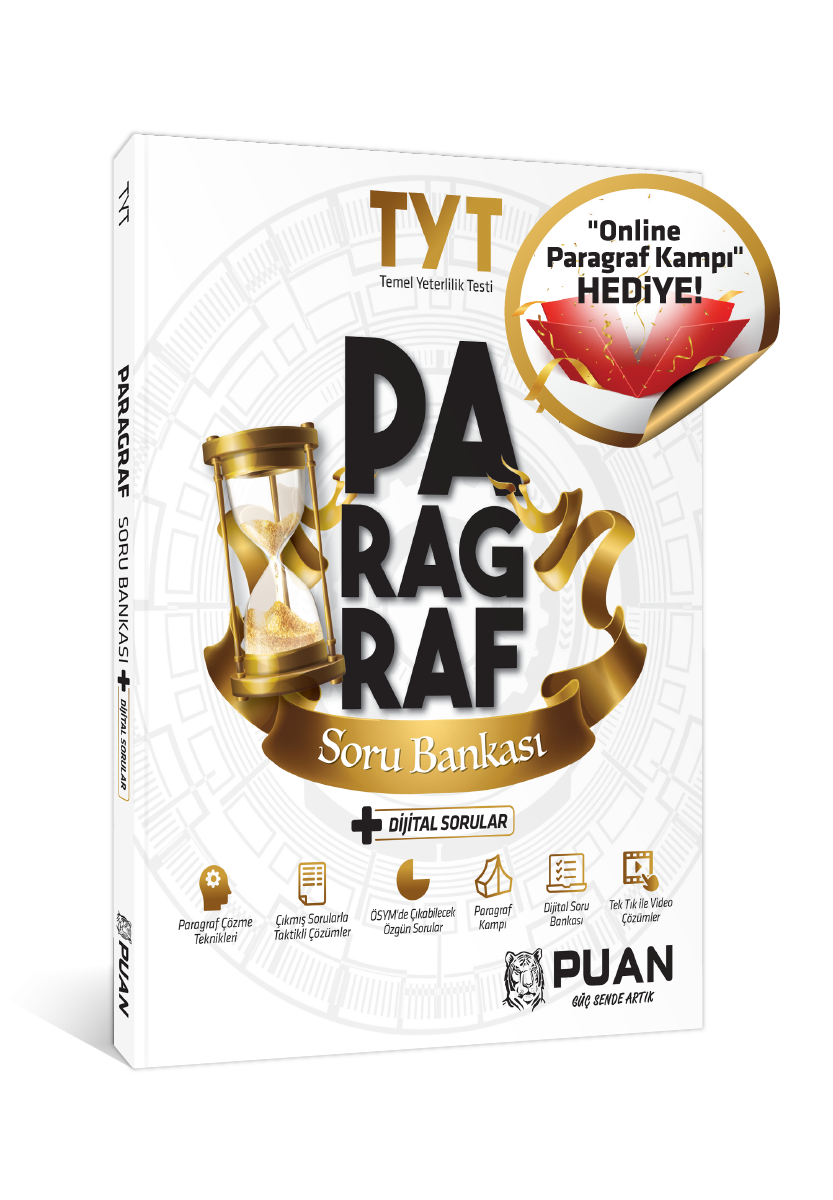 TYT
Temel Yeterlilik Testi
"Online
Paragraf Kampı"
HEDİYE!
PA
RAG
RAF
Soru Bankası
+ DİJİTAL SORULAR
Paragraf Çözme
Teknikleri
Çıkmış Sorularla
Taktikli Çözümler
ÖSYM'de Çıkabilecek
Özgün Sorular
Paragraf
Kampı
Dijital Soru
Bankası
Tek Tık ile Video
Çözümler
PUAN
GÜÇ SENDE ARTIK
TYT
PARAGRAF SORU BANKASI + DİJİTAL SORULAR
PUAN